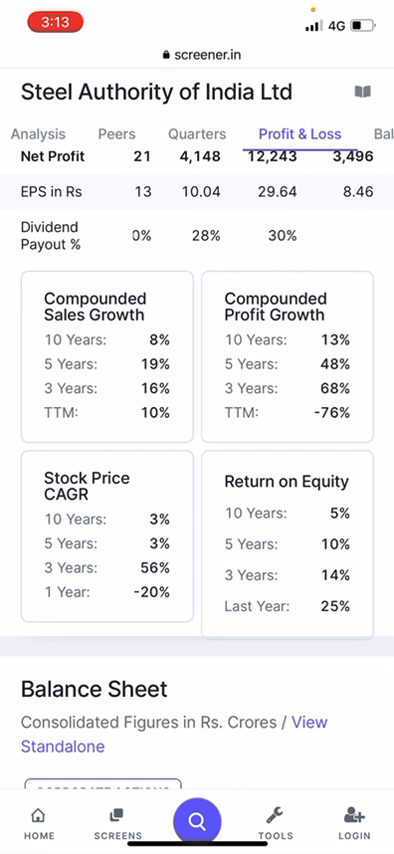 3:13
4G
screener.in
Steel Authority of India Ltd
Analysis Peers Quarters Profit & Loss Bal
Net Profit 21 4,148 12,243 3,496
EPS in Rs 13 10.04 29.64 8.46
Dividend
Payout % 0% 28% 30%
Compounded
Sales Growth
10 Years: 8%
5 Years: 19%
3 Years: 16%
TTM: 10%
Compounded
Profit Growth
10 Years: 13%
5 Years: 48%
3 Years: 68%
TTM: -76%
Stock Price
CAGR
10 Years: 3%
5 Years: 3%
3 Years: 56%
1 Year: -20%
Return on Equity
10 Years: 5%
5 Years: 10%
3 Years: 14%
Last Year: 25%
Balance Sheet
Consolidated Figures in Rs. Crores / View
Standalone
HOME SCREENS TOOLS LOGIN